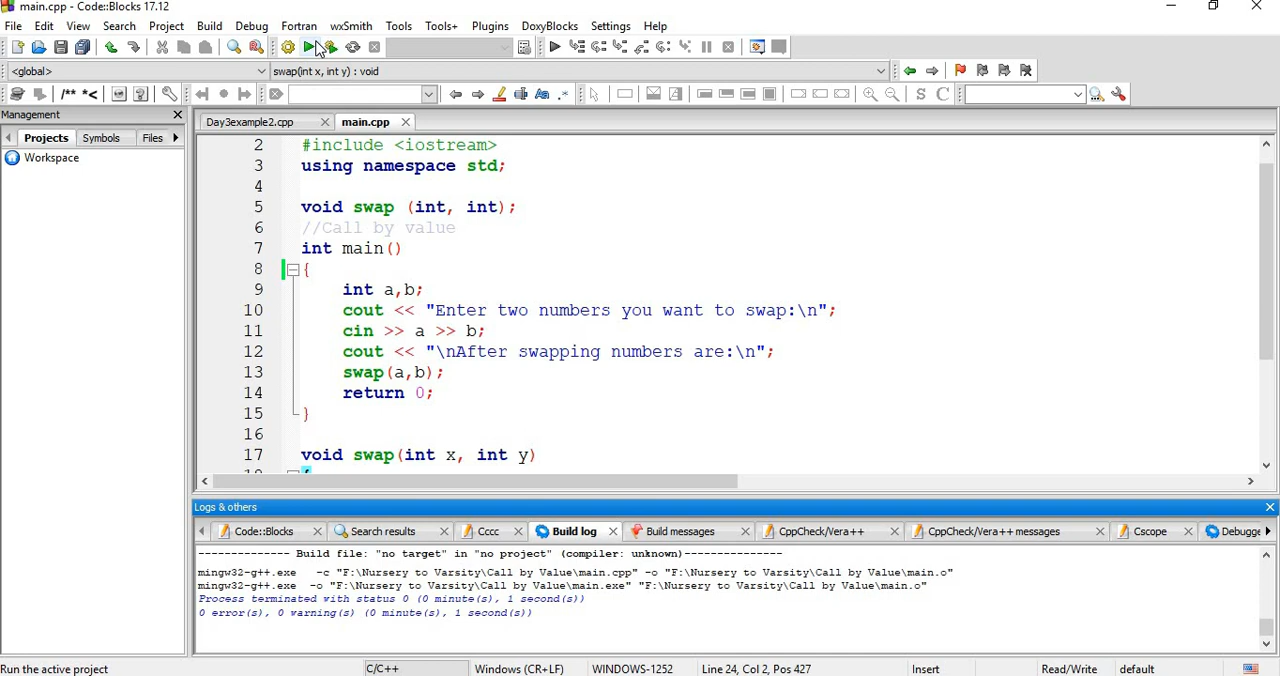 main.cpp - Code::Blocks 17.12
File Edit View Search Project Build Debug Fortran wxSmith Tools Tools+ Plugins DoxyBlocks Settings Help
<global> swap(int x, int y) : void
/** *<
S C
Management
Projects Symbols Files
Workspace
Day3example2.cpp main.cpp
2 #include <iostream>
3 using namespace std;
4
5 void swap (int, int);
6 //Call by value
7 int main()
8 {
9 int a,b;
10 cout << "Enter two numbers you want to swap:\n";
11 cin >> a >> b;
12 cout << "\nAfter swapping numbers are:\n";
13 swap(a,b);
14 return 0;
15 }
16
17 void swap(int x, int y)
Logs & others
Code::Blocks Search results Cccc Build log Build messages CppCheck/Vera++ CppCheck/Vera++ messages Cscope Debugge
-------------- Build file: "no target" in "no project" (compiler: unknown)---------------
mingw32-g++.exe -c "F:\Nursery to Varsity\Call by Value\main.cpp" -o "F:\Nursery to Varsity\Call by Value\main.o"
mingw32-g++.exe -o "F:\Nursery to Varsity\Call by Value\main.exe" "F:\Nursery to Varsity\Call by Value\main.o"
Process terminated with status 0 (0 minute(s), 1 second(s))
0 error(s), 0 warning(s) (0 minute(s), 1 second(s))
Run the active project C/C++ Windows (CR+LF) WINDOWS-1252 Line 24, Col 2, Pos 427 Insert Read/Write default